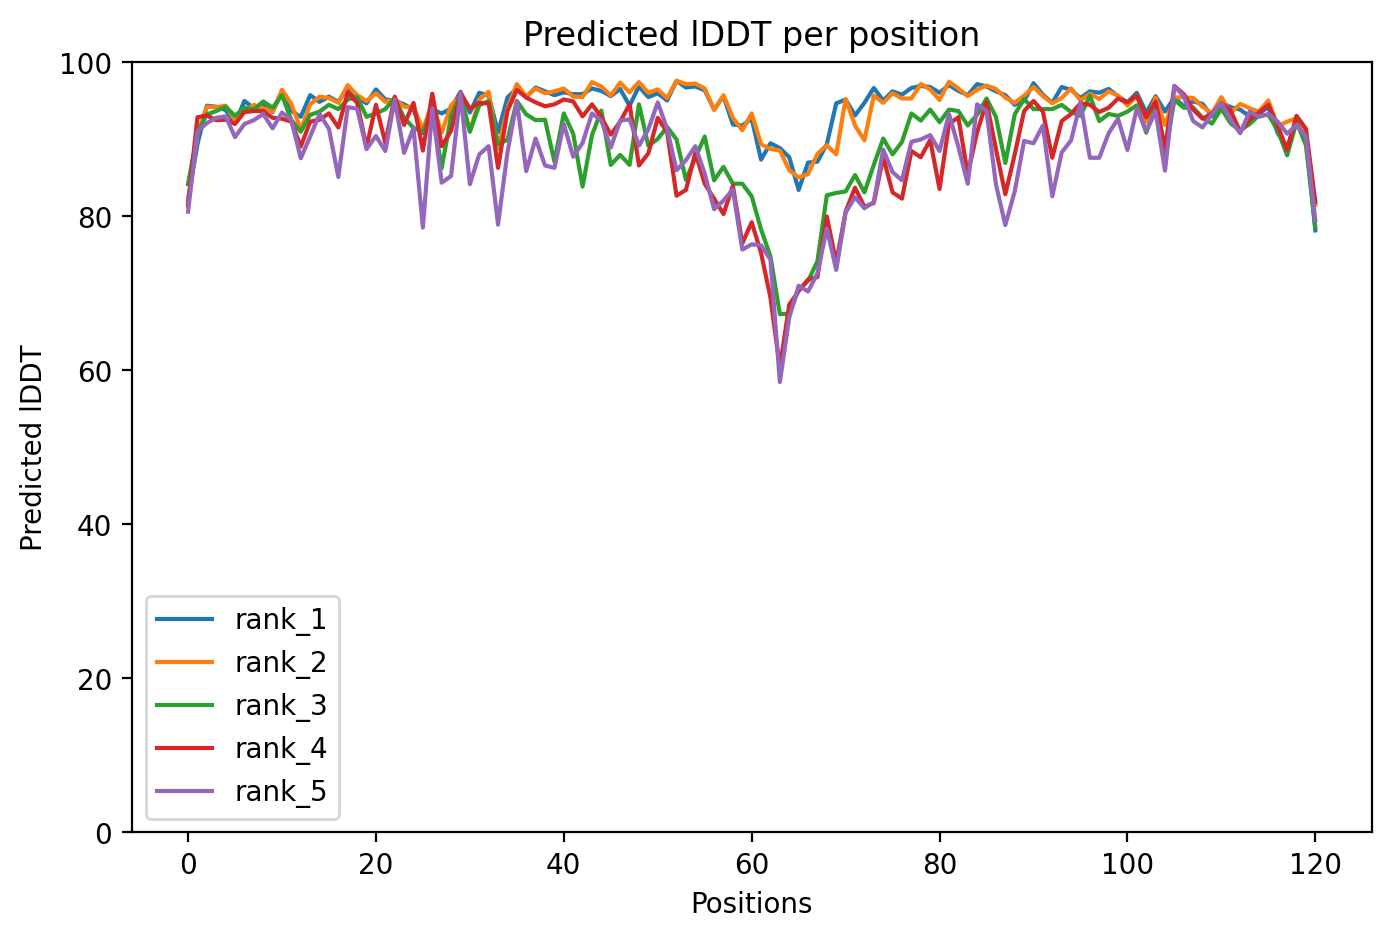 Predicted lDDT per position
100
80
60
40
20
0
Predicted lDDT
rank_1
rank_2
rank_3
rank_4
rank_5
0 20 40 60 80 100 120
Positions